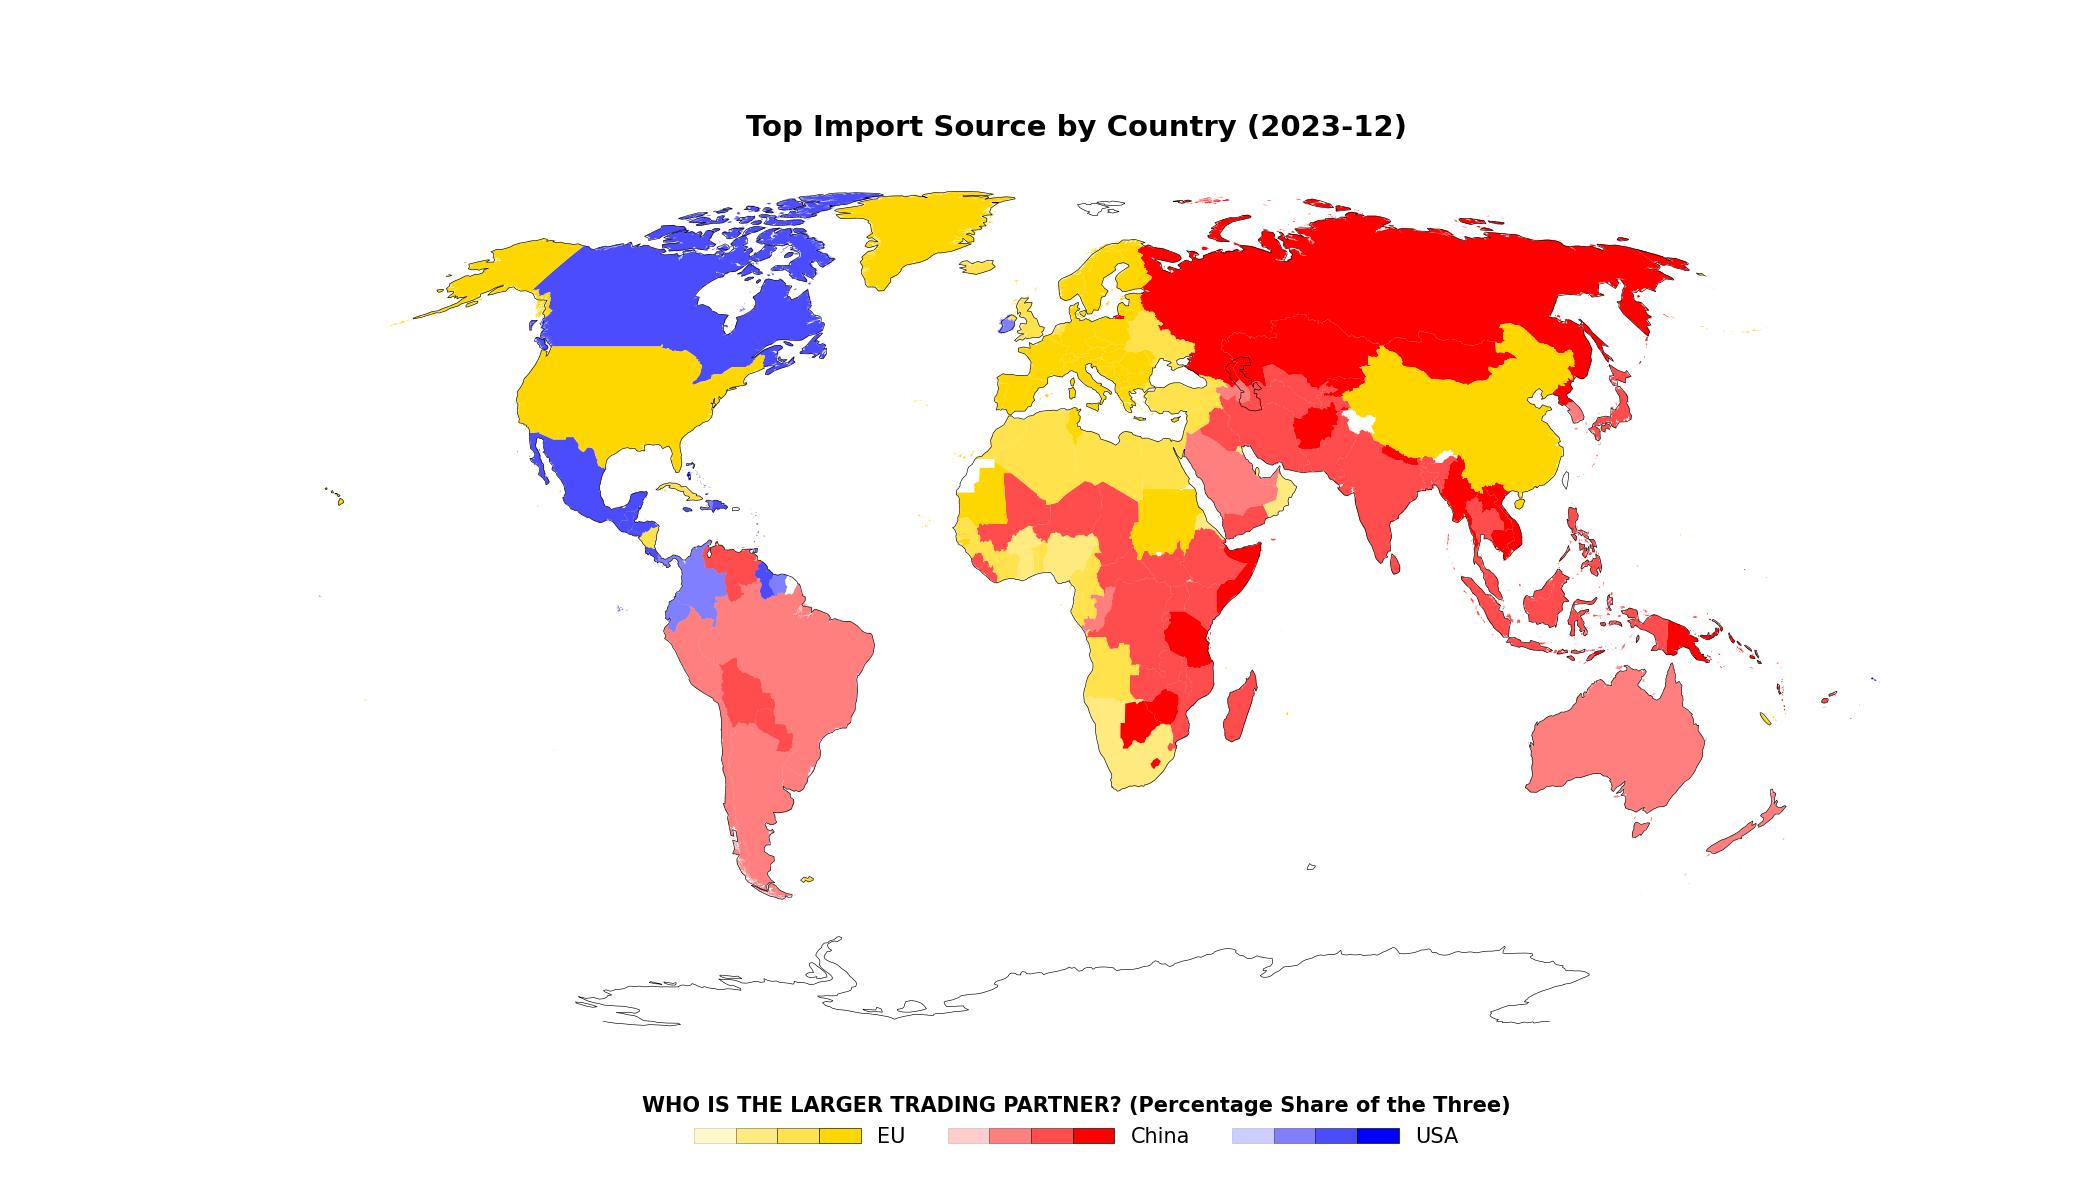 Top Import Source by Country (2023-12)
WHO IS THE LARGER TRADING PARTNER? (Percentage Share of the Three)
EU China USA